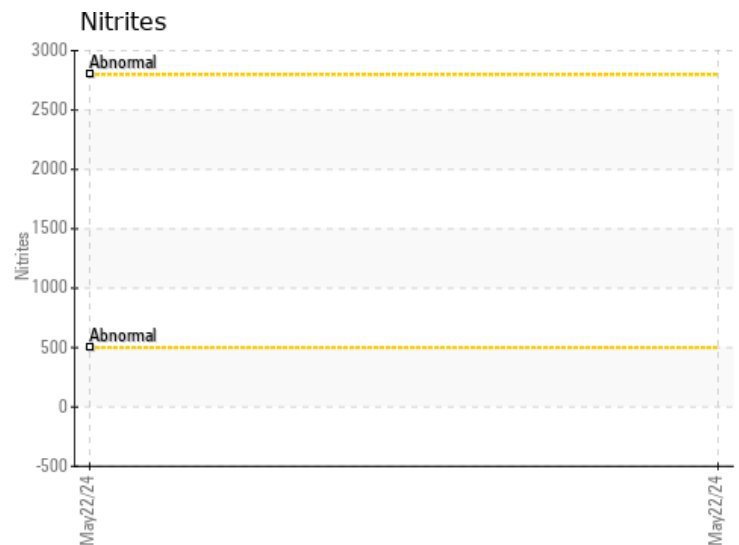 Nitrites
3000
Abnormal
2500
2000
1500
Nitrites
1000
Abnormal
500
0
-500
May22/24
May22/24